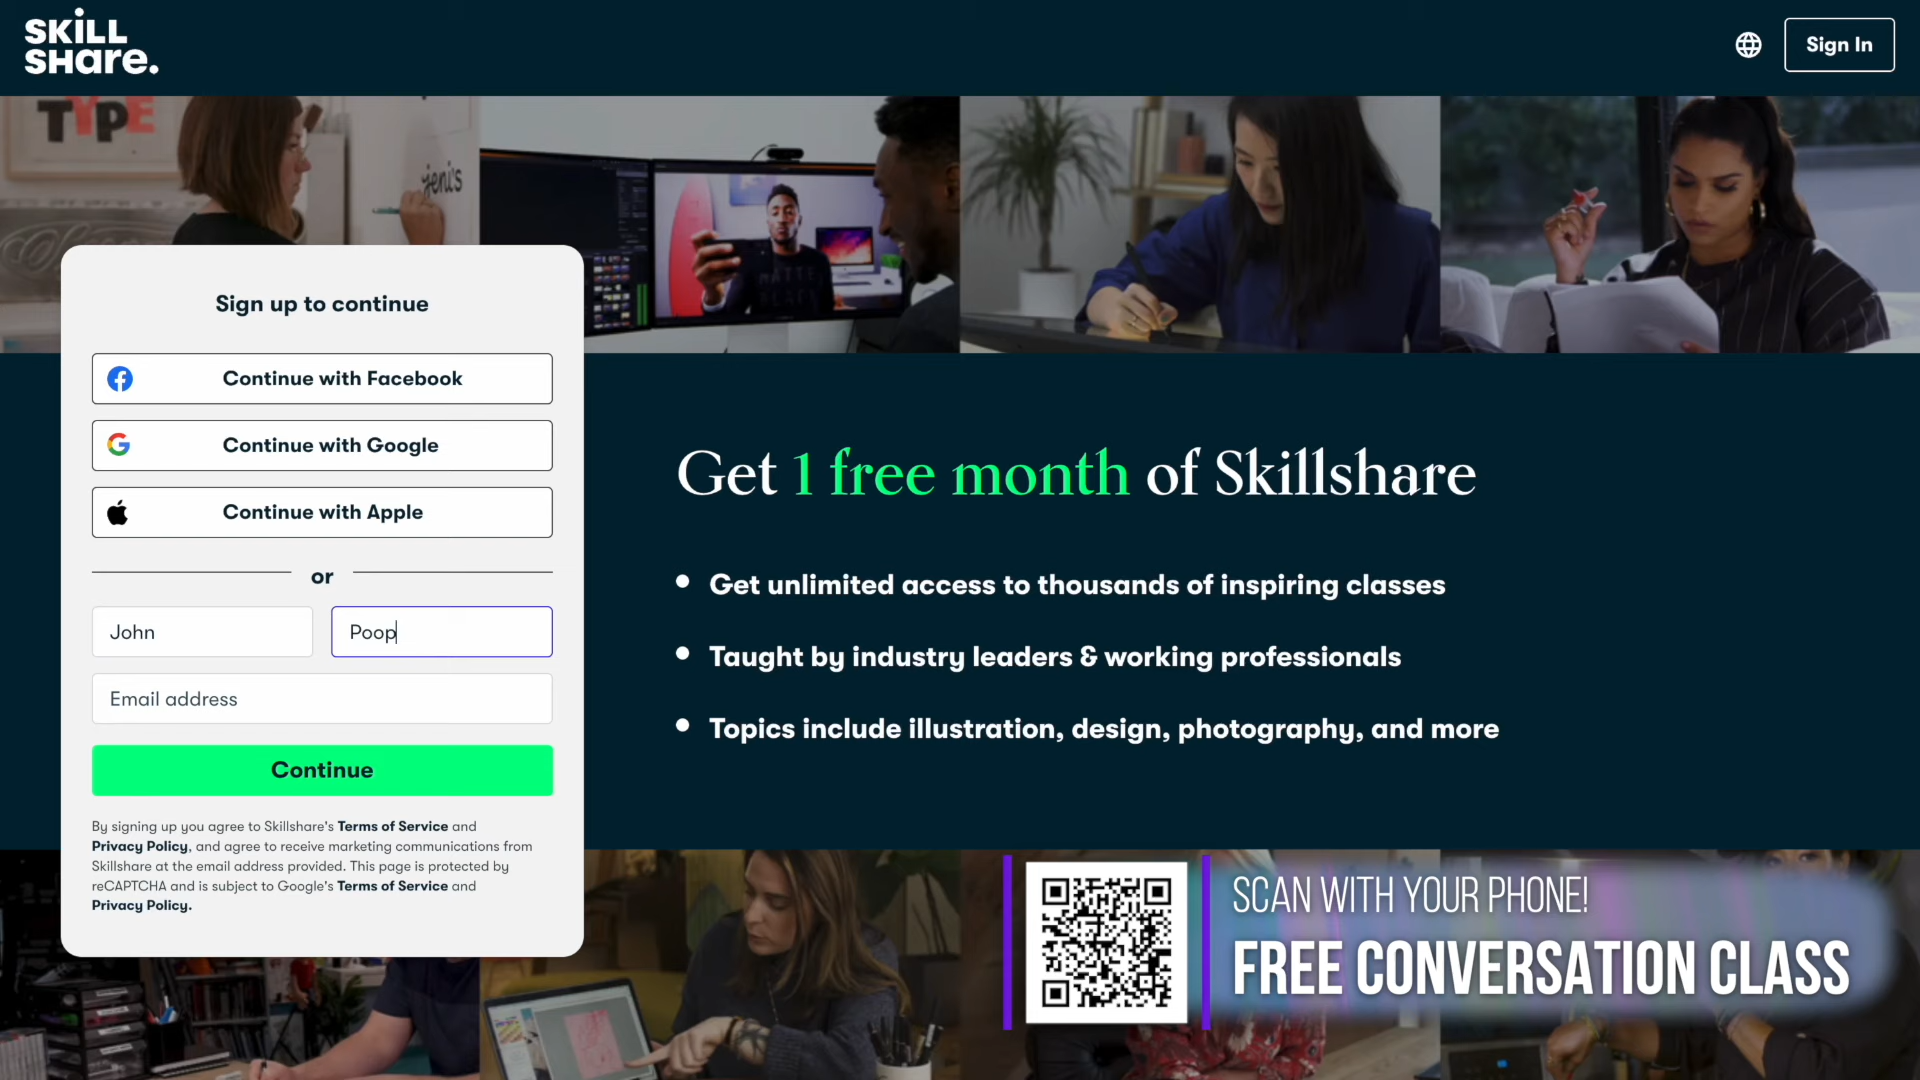 SKILL
SHare.
Sign In
TYPE
jeni's
MATTE
BLACK
Sign up to continue
Continue with Facebook
Continue with Google
Continue with Apple
or
John
Poop
Email address
Continue
By signing up you agree to Skillshare's Terms of Service and
Privacy Policy, and agree to receive marketing communications from
Skillshare at the email address provided. This page is protected by
reCAPTCHA and is subject to Google's Terms of Service and
Privacy Policy.
Get 1 free month of Skillshare
Get unlimited access to thousands of inspiring classes
Taught by industry leaders & working professionals
Topics include illustration, design, photography, and more
SCAN WITH YOUR PHONE!
FREE CONVERSATION CLASS